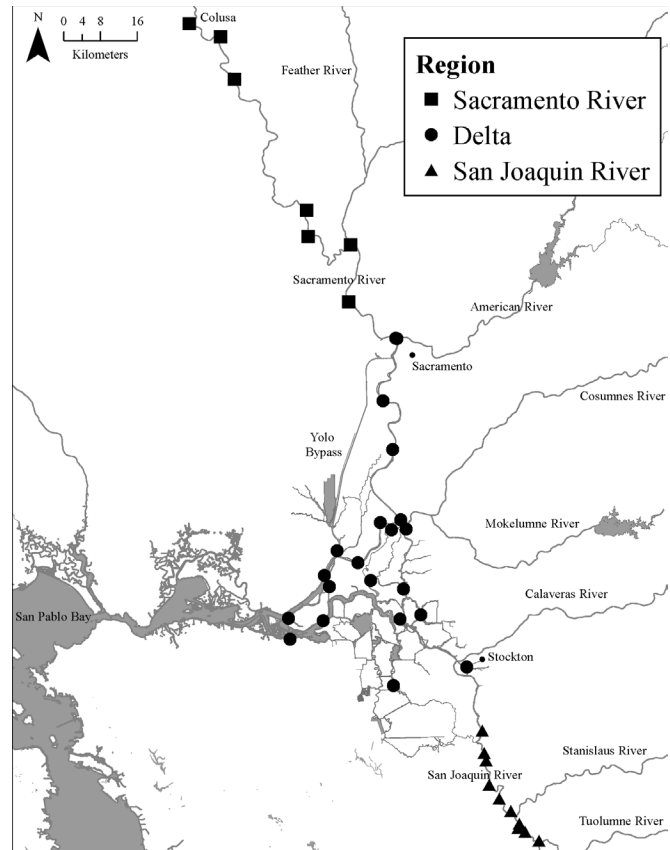 N
0 4 8 16
Kilometers
Colusa
Feather River
Region
Sacramento River
Delta
San Joaquin River
Sacramento River
American River
Sacramento
Cosumnes River
Yolo
Bypass
Mokelumne River
Calaveras River
San Pablo Bay
Stockton
Stanislaus River
San Joaquin River
Tuolumne River